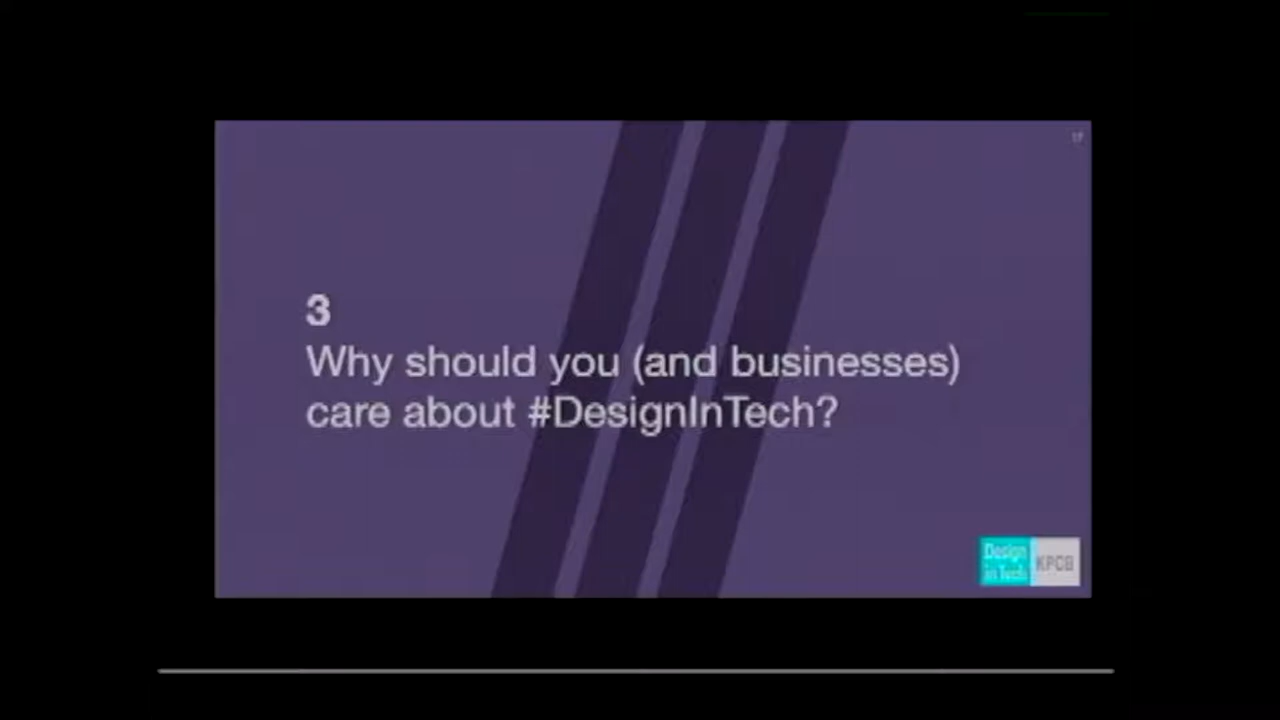 3
Why should you (and businesses)
care about #DesignInTech?
Design
in Tech
KPCB